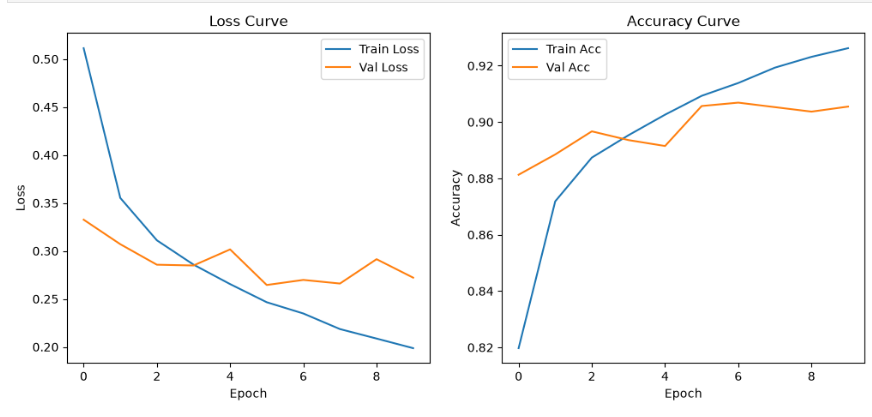 Loss Curve
Train Loss
Val Loss
0.50
0.45
0.40
0.35
0.30
0.25
0.20
Loss
0 2 4 6 8
Epoch
Accuracy Curve
Train Acc
Val Acc
0.92
0.90
0.88
0.86
0.84
0.82
Accuracy
0 2 4 6 8
Epoch